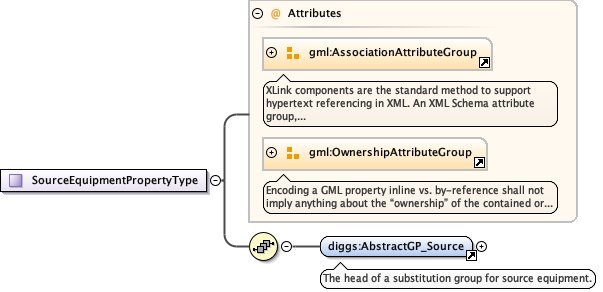 @ Attributes
gml:AssociationAttributeGroup
XLink components are the standard method to support
hypertext referencing in XML. An XML Schema attribute
group,...
gml:OwnershipAttributeGroup
Encoding a GML property inline vs. by-reference shall not
imply anything about the “ownership” of the contained or...
SourceEquipmentPropertyType
diggs:AbstractGP_Source
The head of a substitution group for source equipment.